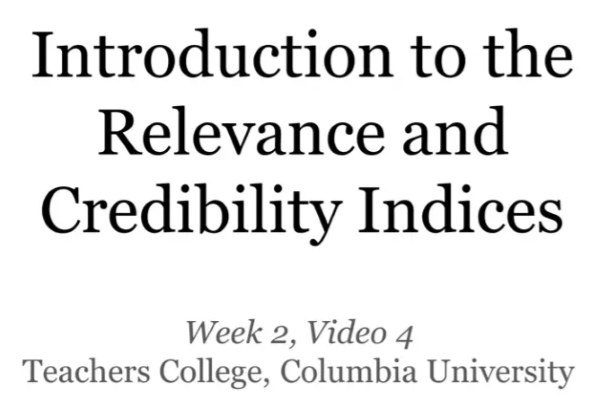 Introduction to the
Relevance and
Credibility Indices
Week 2, Video 4
Teachers College, Columbia University